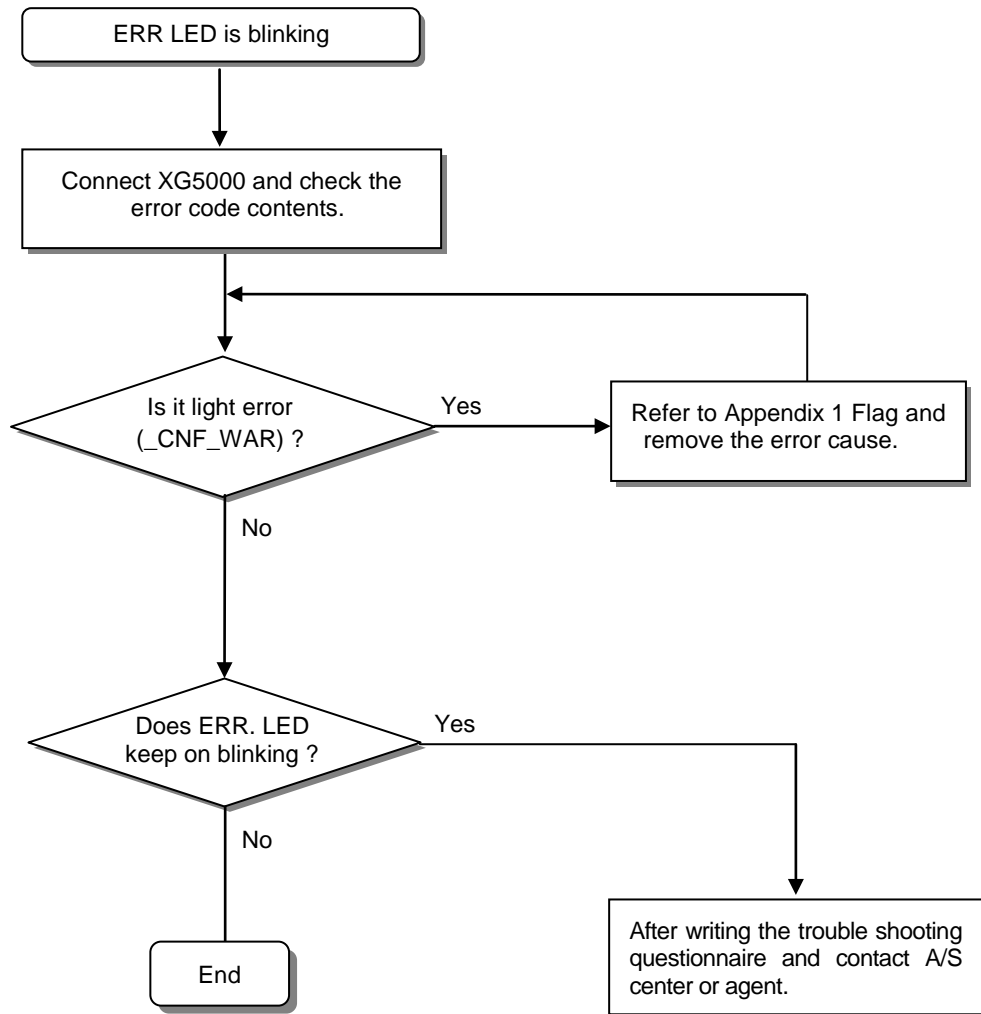 ERR LED is blinking
Connect XG5000 and check the
error code contents.
Is it light error
(_CNF_WAR) ?
Yes
Refer to Appendix 1 Flag and
remove the error cause.
No
Does ERR. LED
keep on blinking ?
Yes
No
End
After writing the trouble shooting
questionnaire and contact A/S
center or agent.